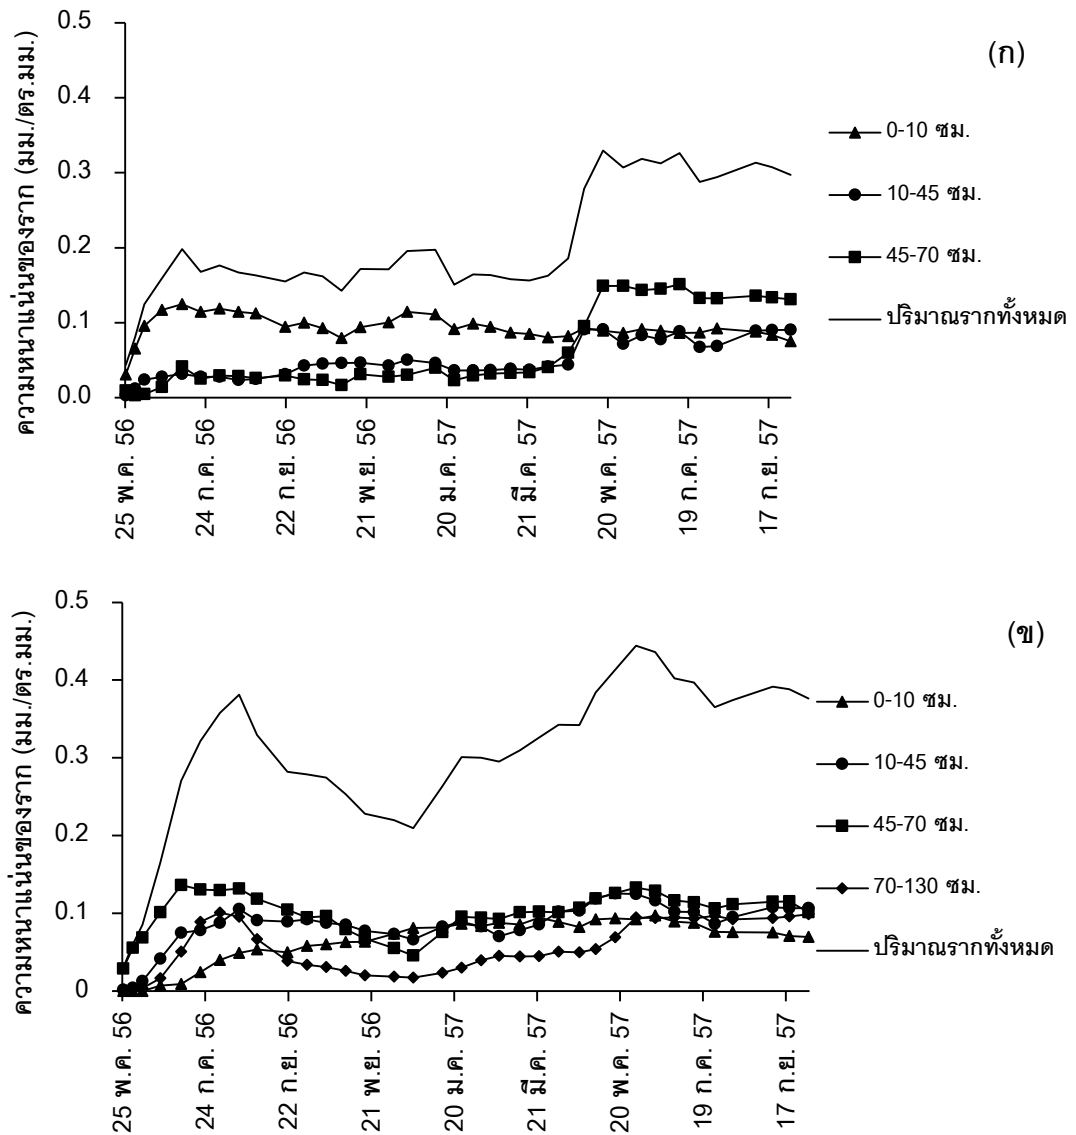 ความหนาแน่นของราก (มม./ตร.มม.)
0.5
0.4
0.3
0.2
0.1
0.0
25 พ.ค. 56
24 ก.ค. 56
22 ก.ย. 56
21 พ.ย. 56
20 ม.ค. 57
21 มี.ค. 57
20 พ.ค. 57
19 ก.ค. 57
17 ก.ย. 57
(ก)
0-10 ซม.
10-45 ซม.
45-70 ซม.
ปริมาณรากทั้งหมด
ความหนาแน่นของราก (มม./ตร.มม.)
0.5
0.4
0.3
0.2
0.1
0
25 พ.ค. 56
24 ก.ค. 56
22 ก.ย. 56
21 พ.ย. 56
20 ม.ค. 57
21 มี.ค. 57
20 พ.ค. 57
19 ก.ค. 57
17 ก.ย. 57
(ข)
0-10 ซม.
10-45 ซม.
45-70 ซม.
70-130 ซม.
ปริมาณรากทั้งหมด